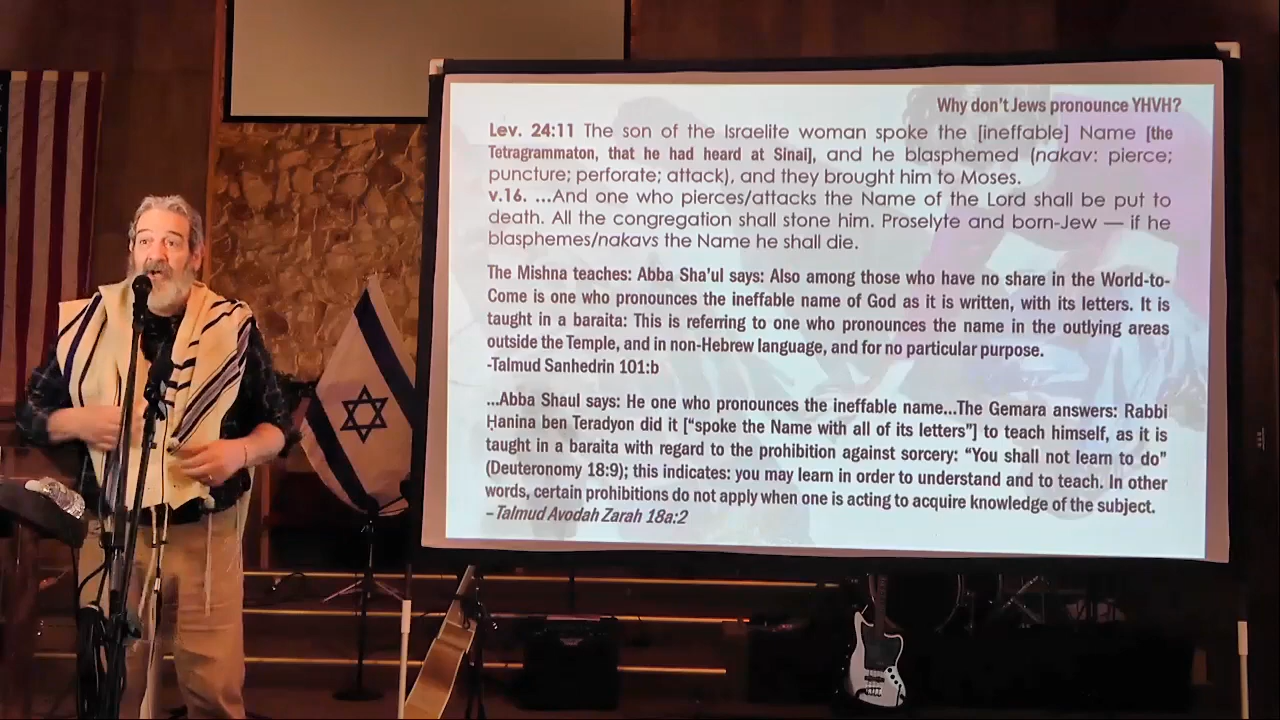 Why don't Jews pronounce YHVH?
Lev. 24:11 The son of the Israelite woman spoke the [ineffable] Name [the
Tetragrammaton, that he had heard at Sinai], and he blasphemed (nakav: pierce;
puncture; perforate; attack), and they brought him to Moses.
v.16. ...And one who pierces/attacks the Name of the Lord shall be put to
death. All the congregation shall stone him. Proselyte and born-Jew — if he
blasphemes/nakavs the Name he shall die.
The Mishna teaches: Abba Sha'ul says: Also among those who have no share in the World-to-
Come is one who pronounces the ineffable name of God as it is written, with its letters. It is
taught in a baraita: This is referring to one who pronounces the name in the outlying areas
outside the Temple, and in non-Hebrew language, and for no particular purpose.
-Talmud Sanhedrin 101:b
...Abba Shaul says: He one who pronounces the ineffable name...The Gemara answers: Rabbi
Ḥanina ben Teradyon did it ["spoke the Name with all of its letters"] to teach himself, as it is
taught in a baraita with regard to the prohibition against sorcery: "You shall not learn to do"
(Deuteronomy 18:9); this indicates: you may learn in order to understand and to teach. In other
words, certain prohibitions do not apply when one is acting to acquire knowledge of the subject.
– Talmud Avodah Zarah 18a:2